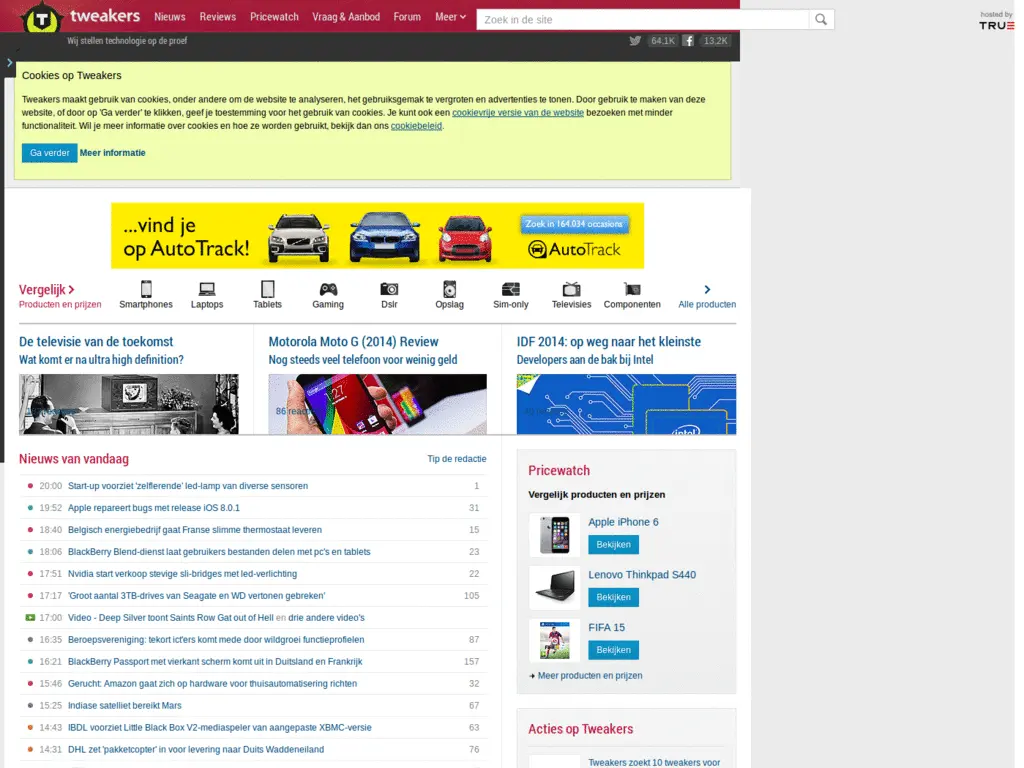 tweakers Nieuws Reviews Pricewatch Vraag & Aanbod Forum Meer Zoek in de site
hosted by
TRUE
Wij stellen technologie op de proef 64,1K 13,2K
Cookies op Tweakers
Tweakers maakt gebruik van cookies, onder andere om de website te analyseren, het gebruiksgemak te vergroten en advertenties te tonen. Door gebruik te maken van deze
website, of door op 'Ga verder' te klikken, geef je toestemming voor het gebruik van cookies. Je kunt ook een cookievrije versie van de website bezoeken met minder
functionaliteit. Wil je meer informatie over cookies en hoe ze worden gebruikt, bekijk dan ons cookiebeleid.
Ga verder Meer informatie
...vind je
op AutoTrack!
Zoek in 164.034 occasions
AutoTrack
Vergelijk
Producten en prijzen Smartphones Laptops Tablets Gaming Dslr Opslag Sim-only Televisies Componenten Alle producten
De televisie van de toekomst
Wat komt er na ultra high definition?
Motorola Moto G (2014) Review
Nog steeds veel telefoon voor weinig geld
86
IDF 2014: op weg naar het kleinste
Developers aan de bak bij Intel
intel
Nieuws van vandaag Tip de redactie
20:00 Start-up voorziet 'zelflerende' led-lamp van diverse sensoren 1
19:52 Apple repareert bugs met release iOS 8.0.1 31
18:40 Belgisch energiebedrijf gaat Franse slimme thermostaat leveren 15
18:06 BlackBerry Blend-dienst laat gebruikers bestanden delen met pc's en tablets 23
17:51 Nvidia start verkoop stevige sli-bridges met led-verlichting 22
17:17 'Groot aantal 3TB-drives van Seagate en WD vertonen gebreken' 105
17:00 Video - Deep Silver toont Saints Row Gat out of Hell en drie andere video's
16:35 Beroepsvereniging: tekort ict'ers komt mede door wildgroei functieprofielen 87
16:21 BlackBerry Passport met vierkant scherm komt uit in Duitsland en Frankrijk 157
15:46 Gerucht: Amazon gaat zich op hardware voor thuisautomatisering richten 32
15:25 Indiase satelliet bereikt Mars 67
14:43 IBDL voorziet Little Black Box V2-mediaspeler van aangepaste XBMC-versie 63
14:31 DHL zet 'pakketcopter' in voor levering naar Duits Waddeneiland 76
Pricewatch
Vergelijk producten en prijzen
Apple iPhone 6
Bekijken
Lenovo Thinkpad S440
Bekijken
FIFA 15
Bekijken
Meer producten en prijzen
Acties op Tweakers
Tweakers zoekt 10 tweakers voor